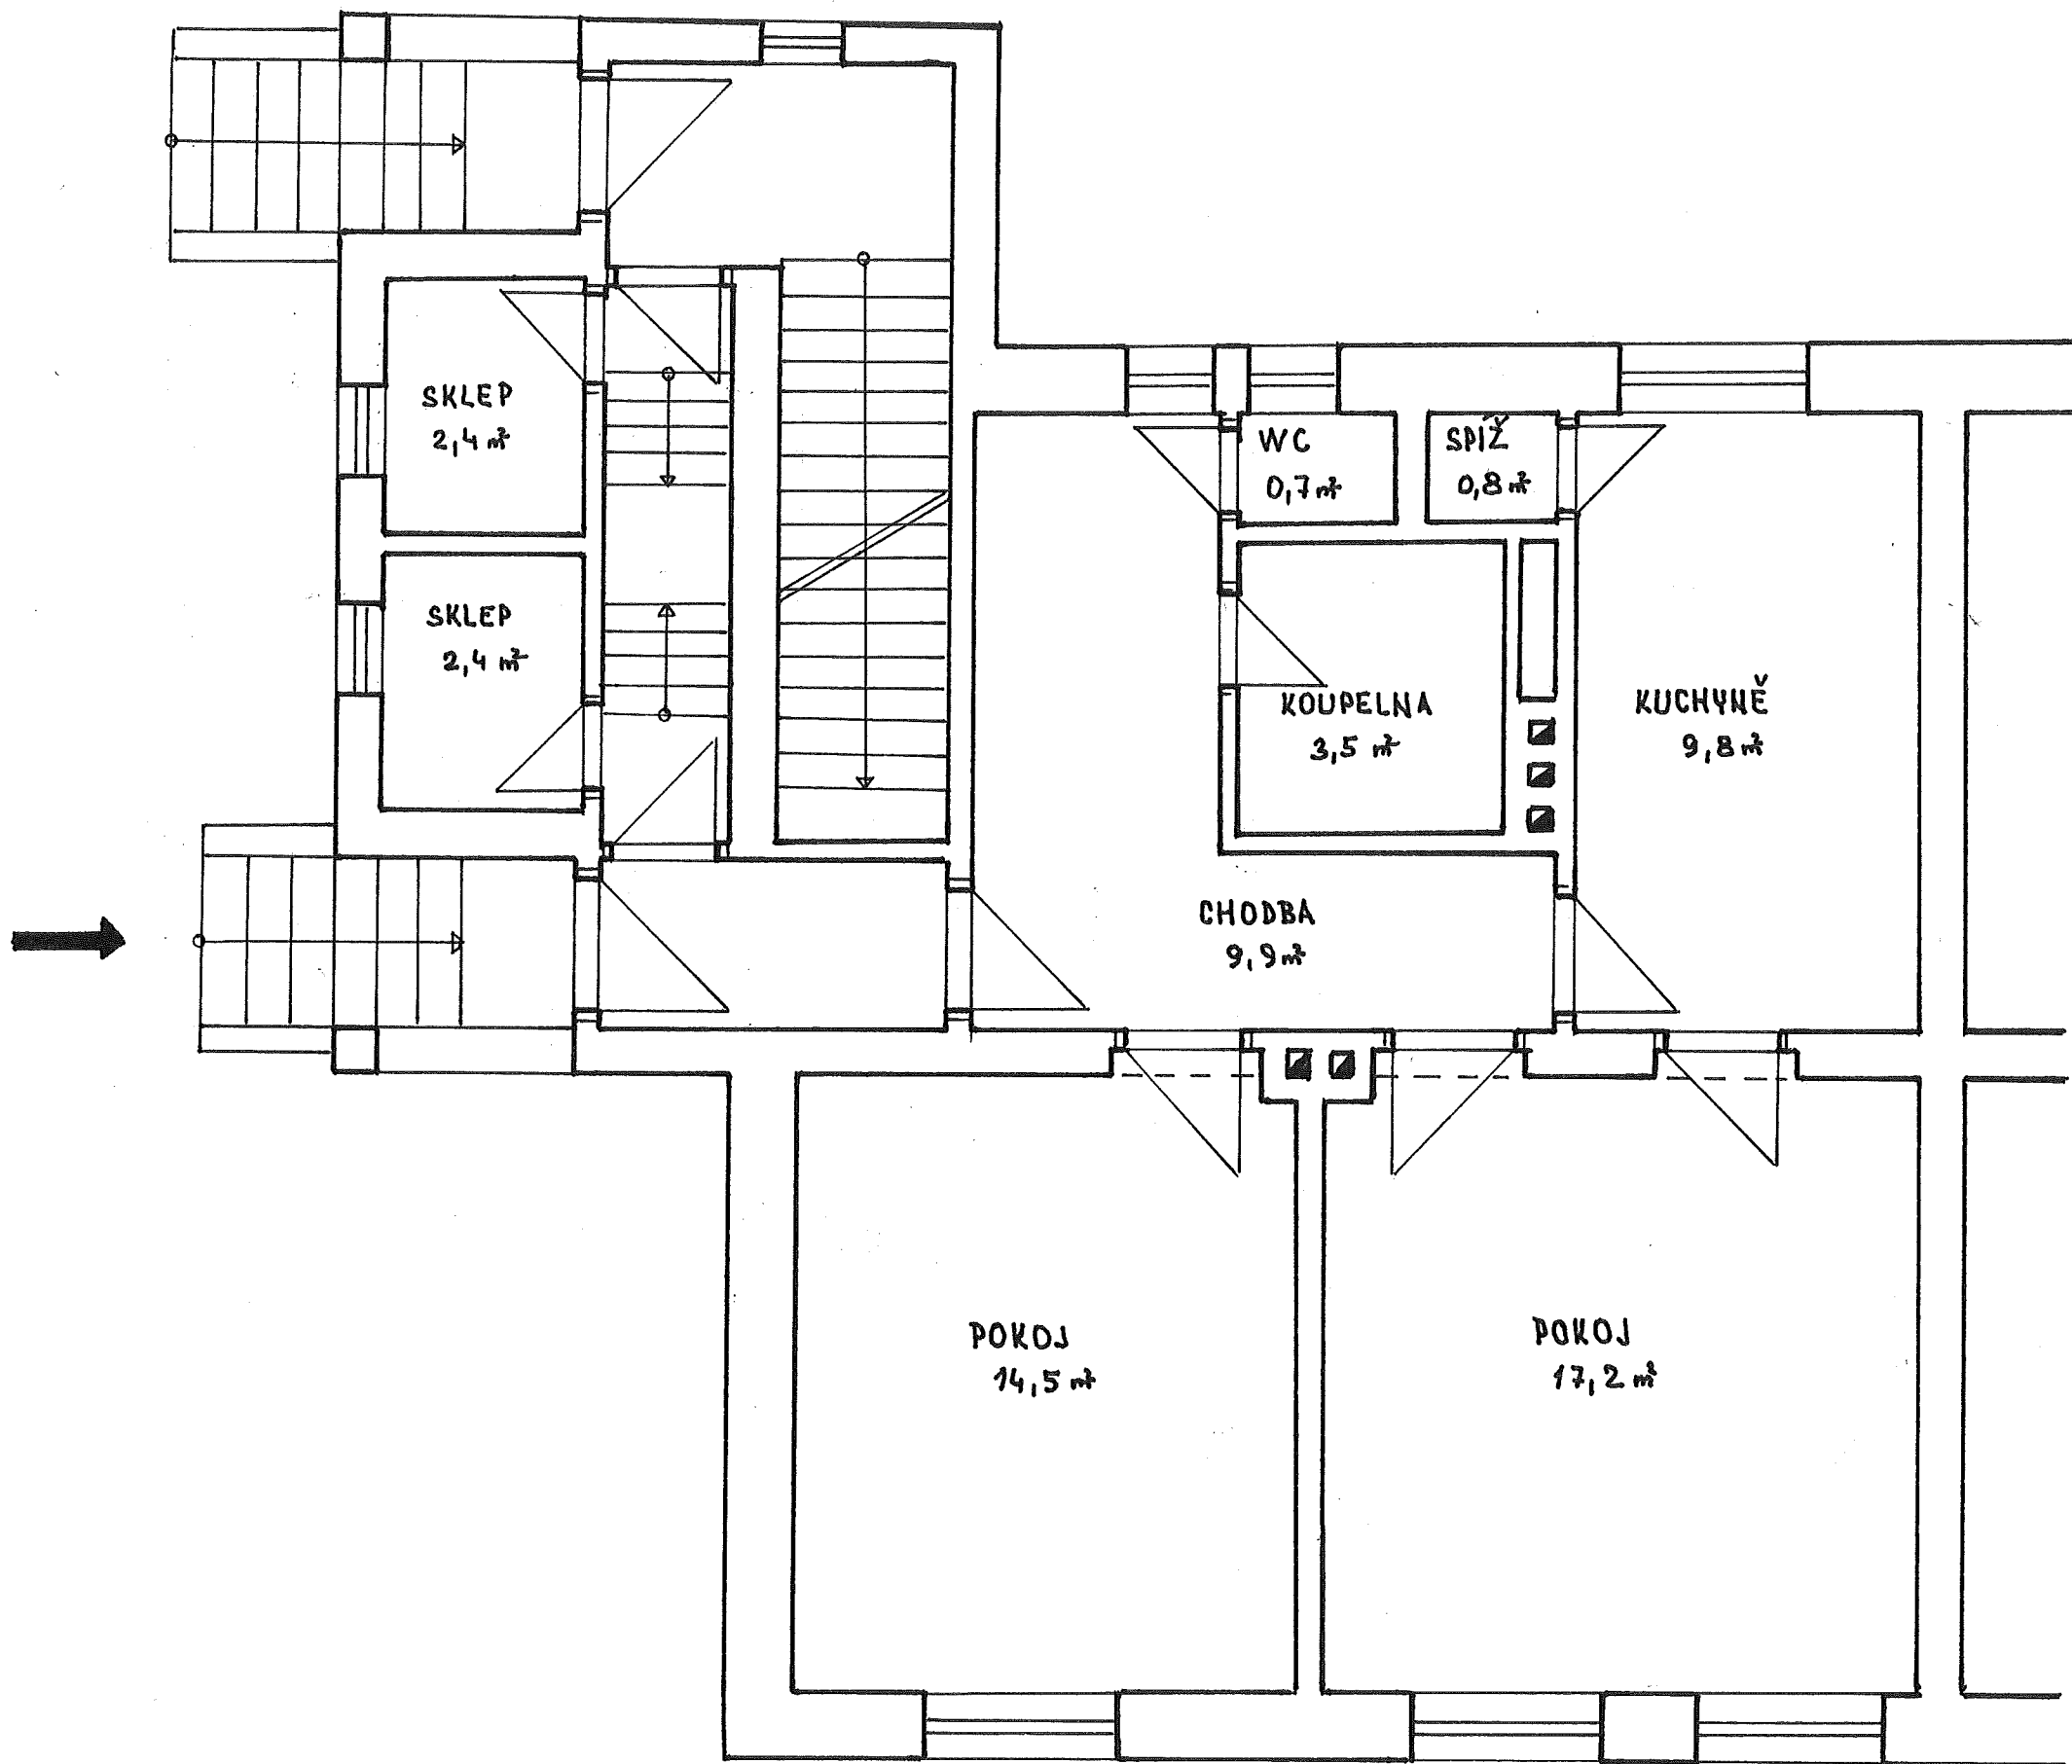 SKLEP
2,4 m²
SKLEP
2,4 m²
WC
0,7 m²
SPÍŽ
0,8 m²
KOUPELNA
3,5 m²
KUCHYNĚ
9,8 m²
CHODBA
9,9 m²
POKOJ
14,5 m²
POKOJ
17,2 m²